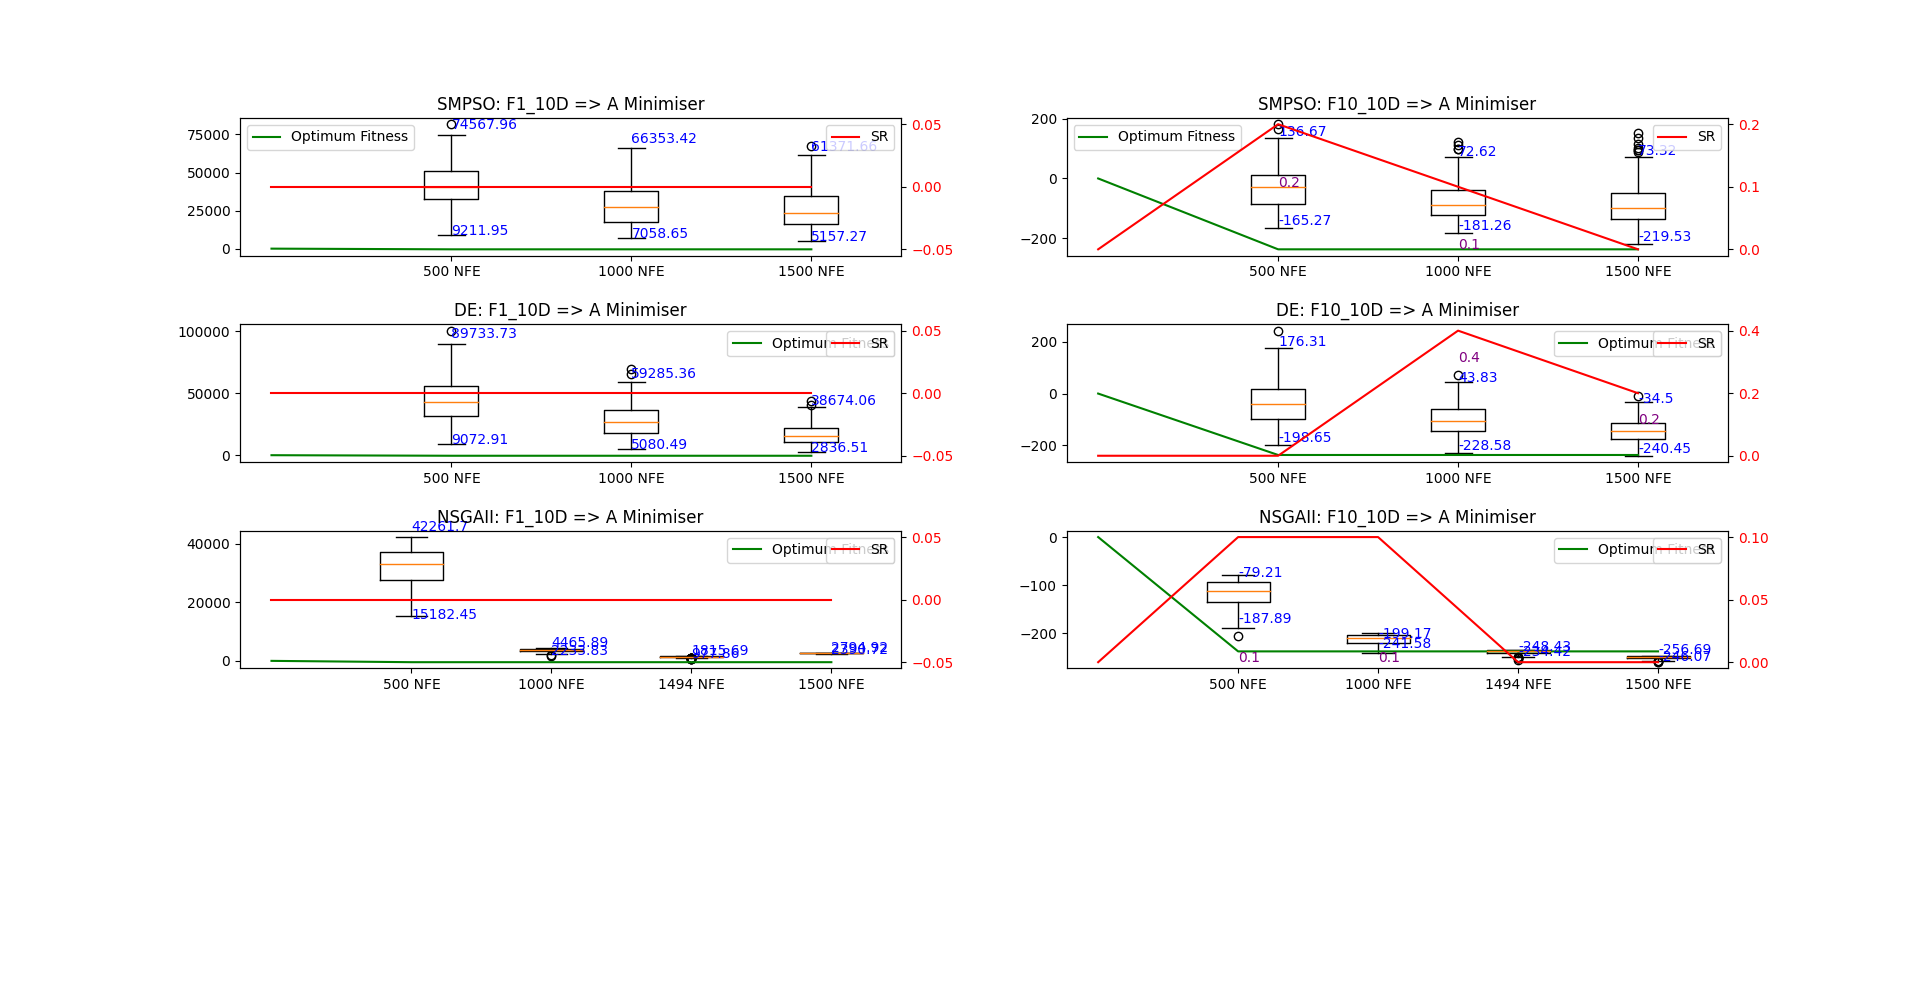 SMPSO: F1_10D => A Minimiser
75000
50000
25000
0
Optimum Fitness
SR
74567.96
66353.42
61371.66
9211.95
7058.65
5157.27
0.05
0.00
−0.05
500 NFE
1000 NFE
1500 NFE
SMPSO: F10_10D => A Minimiser
200
0
−200
Optimum Fitness
SR
136.67
72.62
73.32
0.2
-165.27
-181.26
-219.53
0.1
0.2
0.1
0.0
500 NFE
1000 NFE
1500 NFE
DE: F1_10D => A Minimiser
100000
50000
0
Optimum Fitness
SR
89733.73
59285.36
38674.06
9072.91
5080.49
2836.51
0.05
0.00
−0.05
500 NFE
1000 NFE
1500 NFE
DE: F10_10D => A Minimiser
200
0
−200
Optimum Fitness
SR
176.31
0.4
43.83
-34.5
0.2
-198.65
-228.58
-240.45
0.4
0.2
0.0
500 NFE
1000 NFE
1500 NFE
NSGAII: F1_10D => A Minimiser
40000
20000
0
Optimum Fitness
SR
42261.7
15182.45
4465.89
2233.83
1815.69
977.86
2794.92
0.05
0.00
−0.05
500 NFE
1000 NFE
1494 NFE
1500 NFE
NSGAII: F10_10D => A Minimiser
0
−100
−200
Optimum Fitness
SR
-79.21
-187.89
0.1
-199.17
-241.58
0.1
-248.43
-234.42
-256.69
-246.07
0.10
0.05
0.00
500 NFE
1000 NFE
1494 NFE
1500 NFE